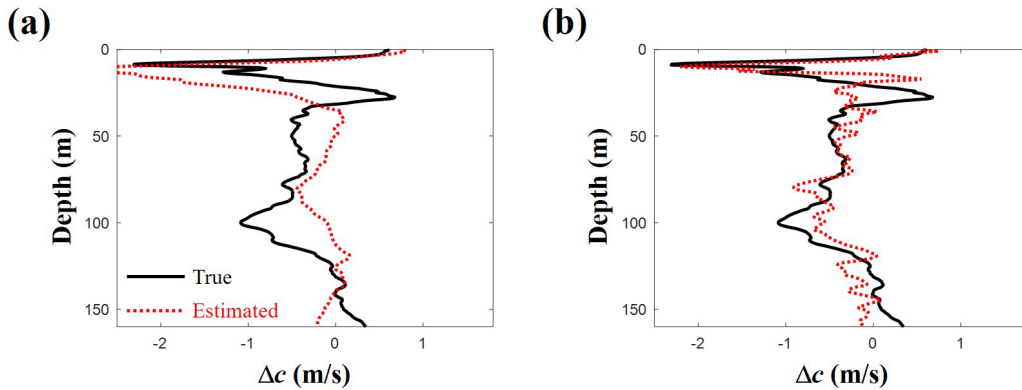 (a)
0
50
100
150
Depth (m)
True
Estimated
-2 -1 0 1
Δc (m/s)
(b)
0
50
100
150
Depth (m)
-2 -1 0 1
Δc (m/s)